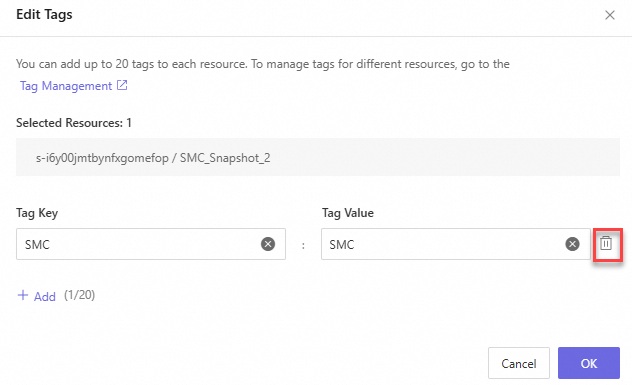 Edit Tags
You can add up to 20 tags to each resource. To manage tags for different resources, go to the
Tag Management
Selected Resources: 1
s-i6y00jmtbynfxgomefop / SMC_Snapshot_2
Tag Key
Tag Value
SMC
:
SMC
+ Add (1/20)
Cancel
OK